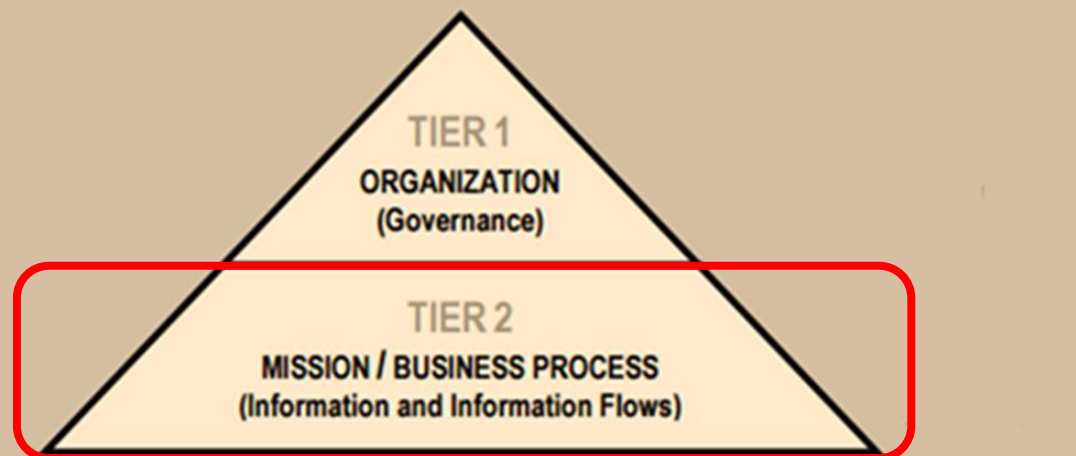 TIER 1
ORGANIZATION
(Governance)
TIER 2
MISSION / BUSINESS PROCESS
(Information and Information Flows)